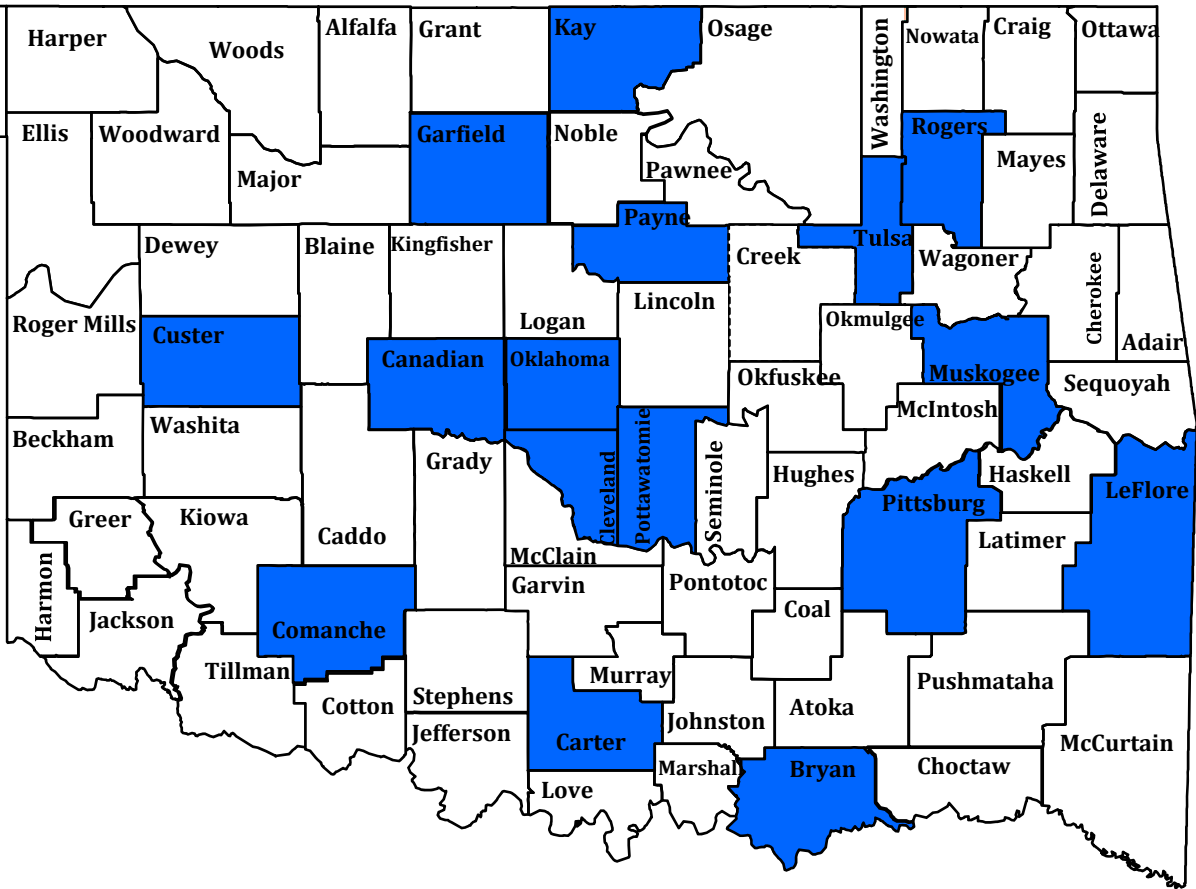 Harper
Woods
Alfalfa
Grant
Kay
Osage
Washington
Nowata
Craig
Ottawa
Ellis
Woodward
Major
Garfield
Noble
Pawnee
Rogers
Mayes
Delaware
Dewey
Blaine
Kingfisher
Logan
Payne
Lincoln
Creek
Tulsa
Wagoner
Cherokee
Adair
Roger Mills
Custer
Canadian
Oklahoma
Okmulgee
Okfuskee
Muskogee
Sequoyah
Beckham
Washita
Grady
Cleveland
Pottawatomie
Seminole
Hughes
McIntosh
Haskell
LeFlore
Greer
Kiowa
Caddo
McClain
Pittsburg
Latimer
Harmon
Jackson
Comanche
Garvin
Pontotoc
Coal
Tillman
Cotton
Stephens
Murray
Johnston
Atoka
Pushmataha
McCurtain
Jefferson
Carter
Love
Marshall
Bryan
Choctaw